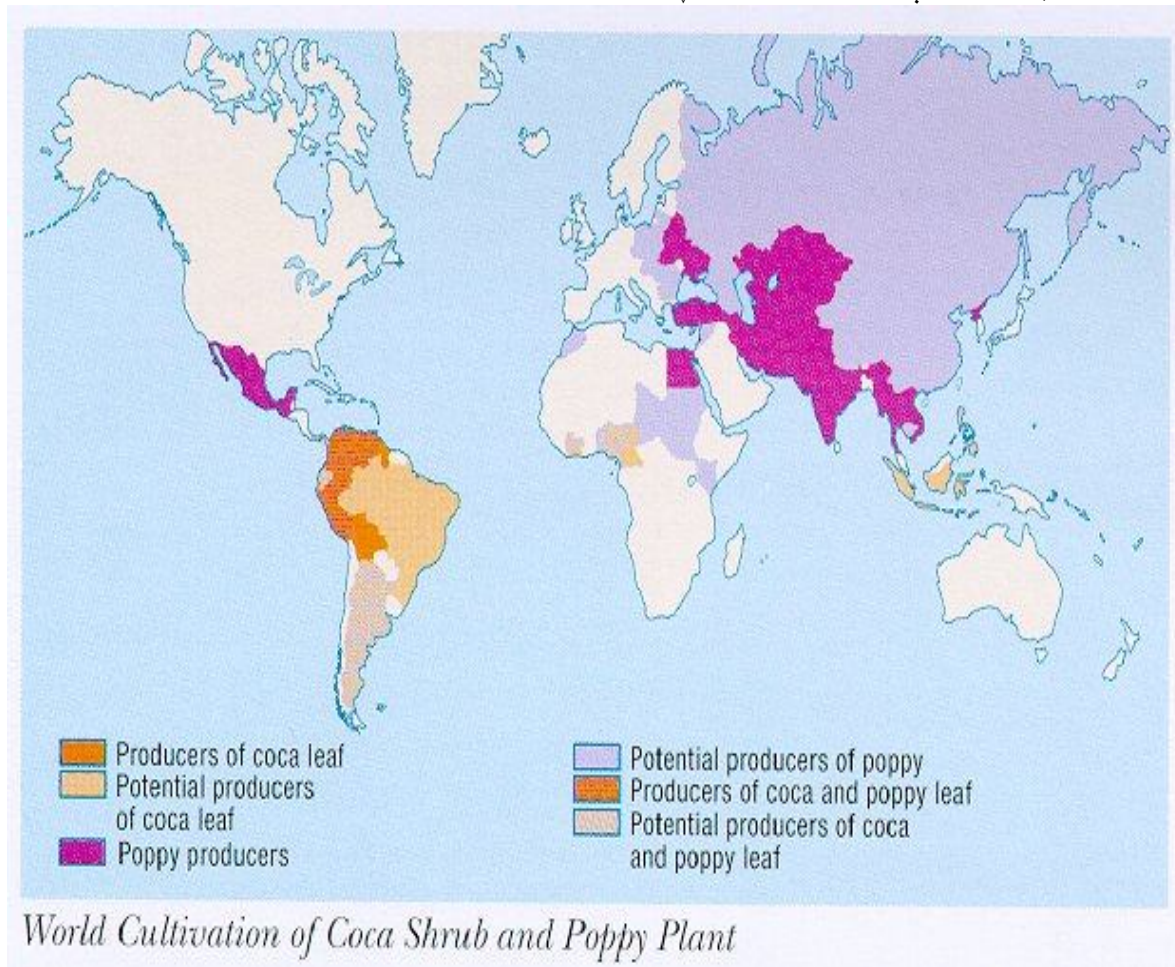 Producers of coca leaf
Potential producers
of coca leaf
Poppy producers
Potential producers of poppy
Producers of coca and poppy leaf
Potential producers of coca
and poppy leaf
World Cultivation of Coca Shrub and Poppy Plant